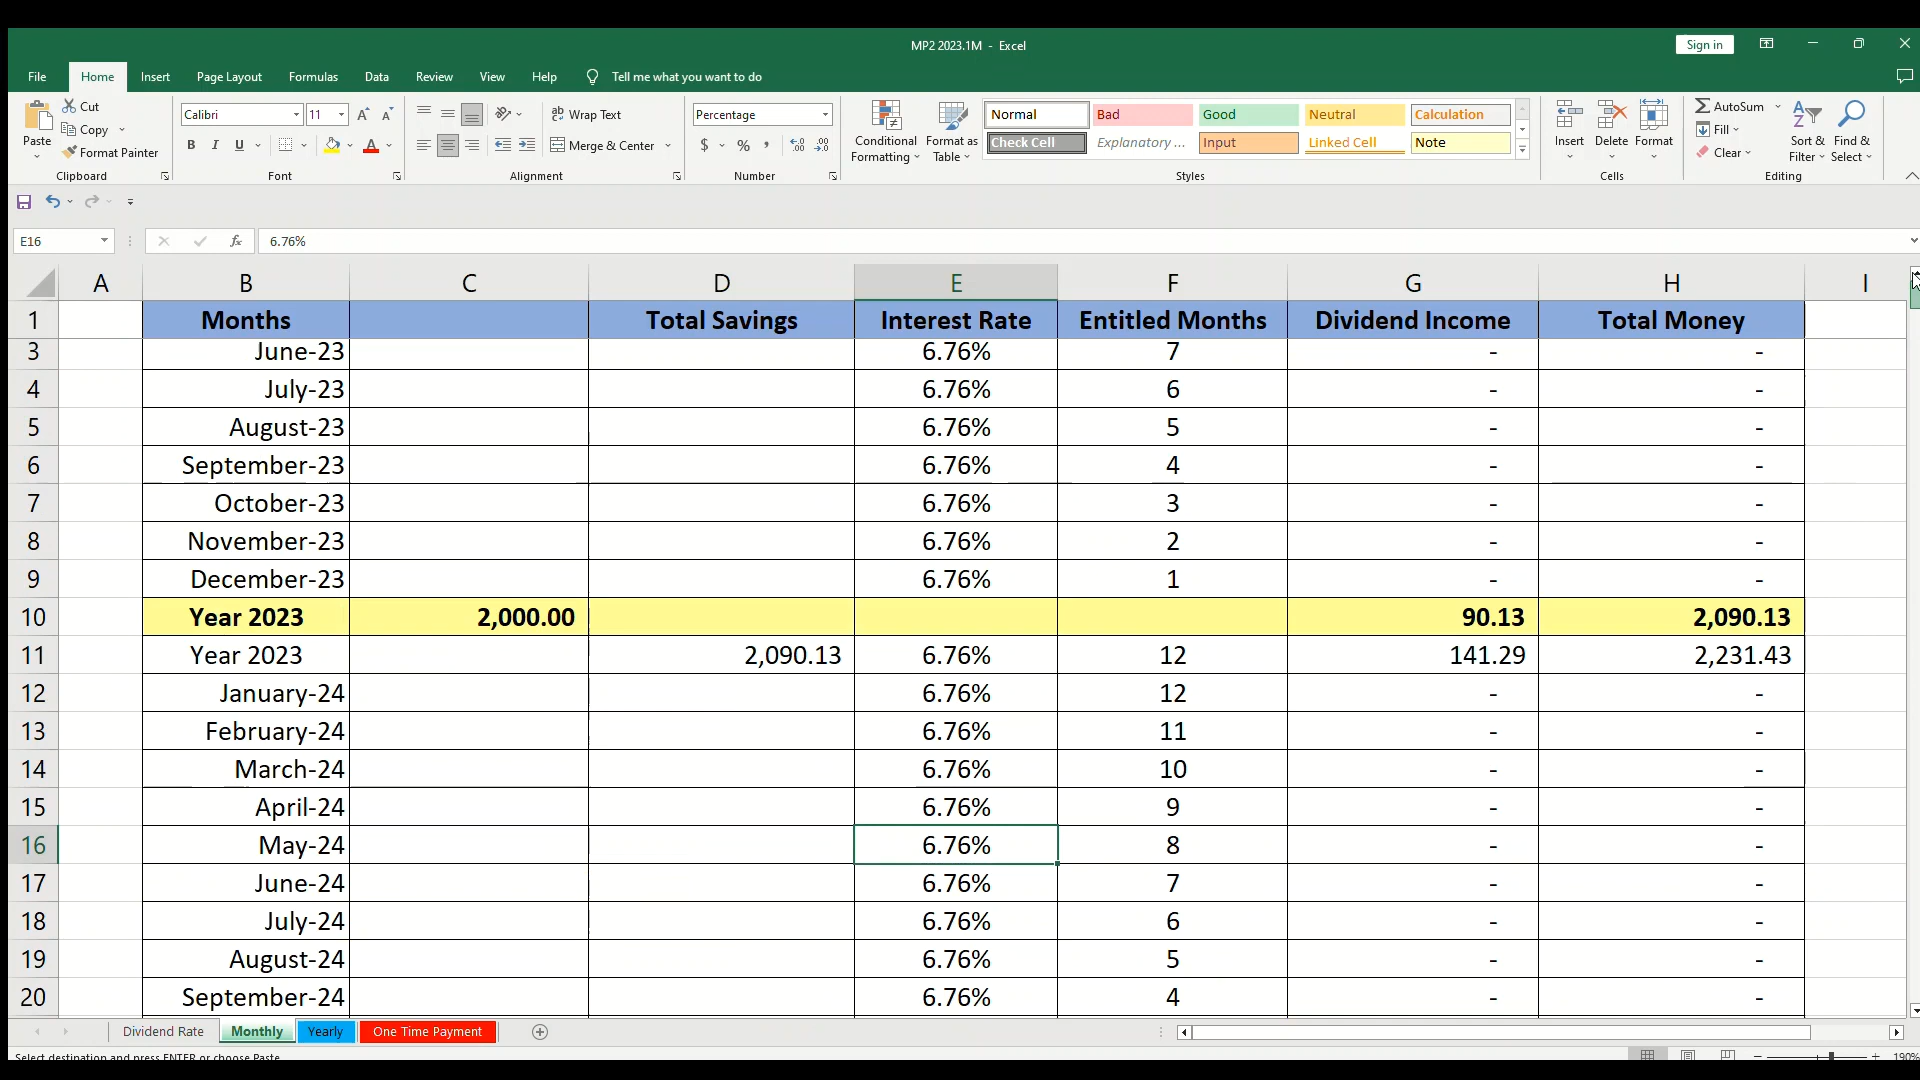 MP2 2023.1M - Excel
Sign in
File Home Insert Page Layout Formulas Data Review View Help Tell me what you want to do
Paste
Cut
Copy
Format Painter
Clipboard
Calibri 11
B I U
Font
Wrap Text
Merge & Center
Alignment
Percentage
$ % ,
Number
Conditional Formatting
Format as Table
Normal Bad Good Neutral Calculation
Check Cell Explanatory ... Input Linked Cell Note
Styles
Insert Delete Format
Cells
AutoSum
Fill
Clear
Sort & Filter
Find & Select
Editing
E16 fx 6.76%
A B C D E F G H I
1 Months Total Savings Interest Rate Entitled Months Dividend Income Total Money
3 June-23 6.76% 7 - -
4 July-23 6.76% 6 - -
5 August-23 6.76% 5 - -
6 September-23 6.76% 4 - -
7 October-23 6.76% 3 - -
8 November-23 6.76% 2 - -
9 December-23 6.76% 1 - -
10 Year 2023 2,000.00 90.13 2,090.13
11 Year 2023 2,090.13 6.76% 12 141.29 2,231.43
12 January-24 6.76% 12 - -
13 February-24 6.76% 11 - -
14 March-24 6.76% 10 - -
15 April-24 6.76% 9 - -
16 May-24 6.76% 8 - -
17 June-24 6.76% 7 - -
18 July-24 6.76% 6 - -
19 August-24 6.76% 5 - -
20 September-24 6.76% 4 - -
Dividend Rate Monthly Yearly One Time Payment
Select destination and press ENTER or choose Paste
190%